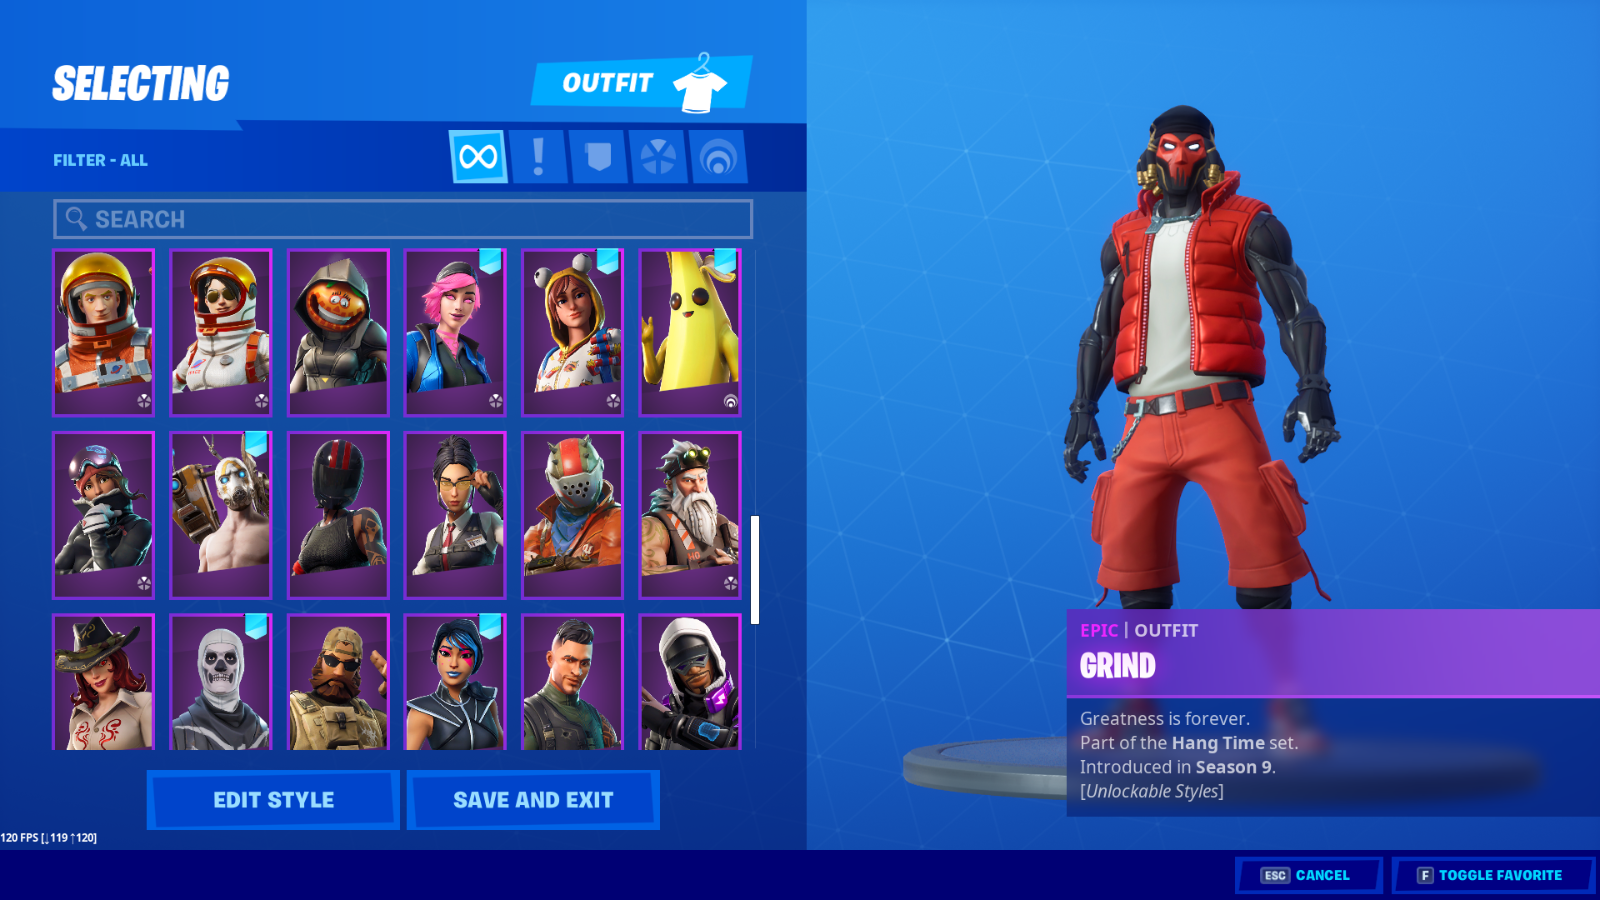 SELECTING
OUTFIT
FILTER - ALL
SEARCH
EPIC | OUTFIT
GRIND
Greatness is forever.
Part of the Hang Time set.
Introduced in Season 9.
[Unlockable Styles]
EDIT STYLE
SAVE AND EXIT
120 FPS [↓119 ↑120]
ESC CANCEL
F TOGGLE FAVORITE